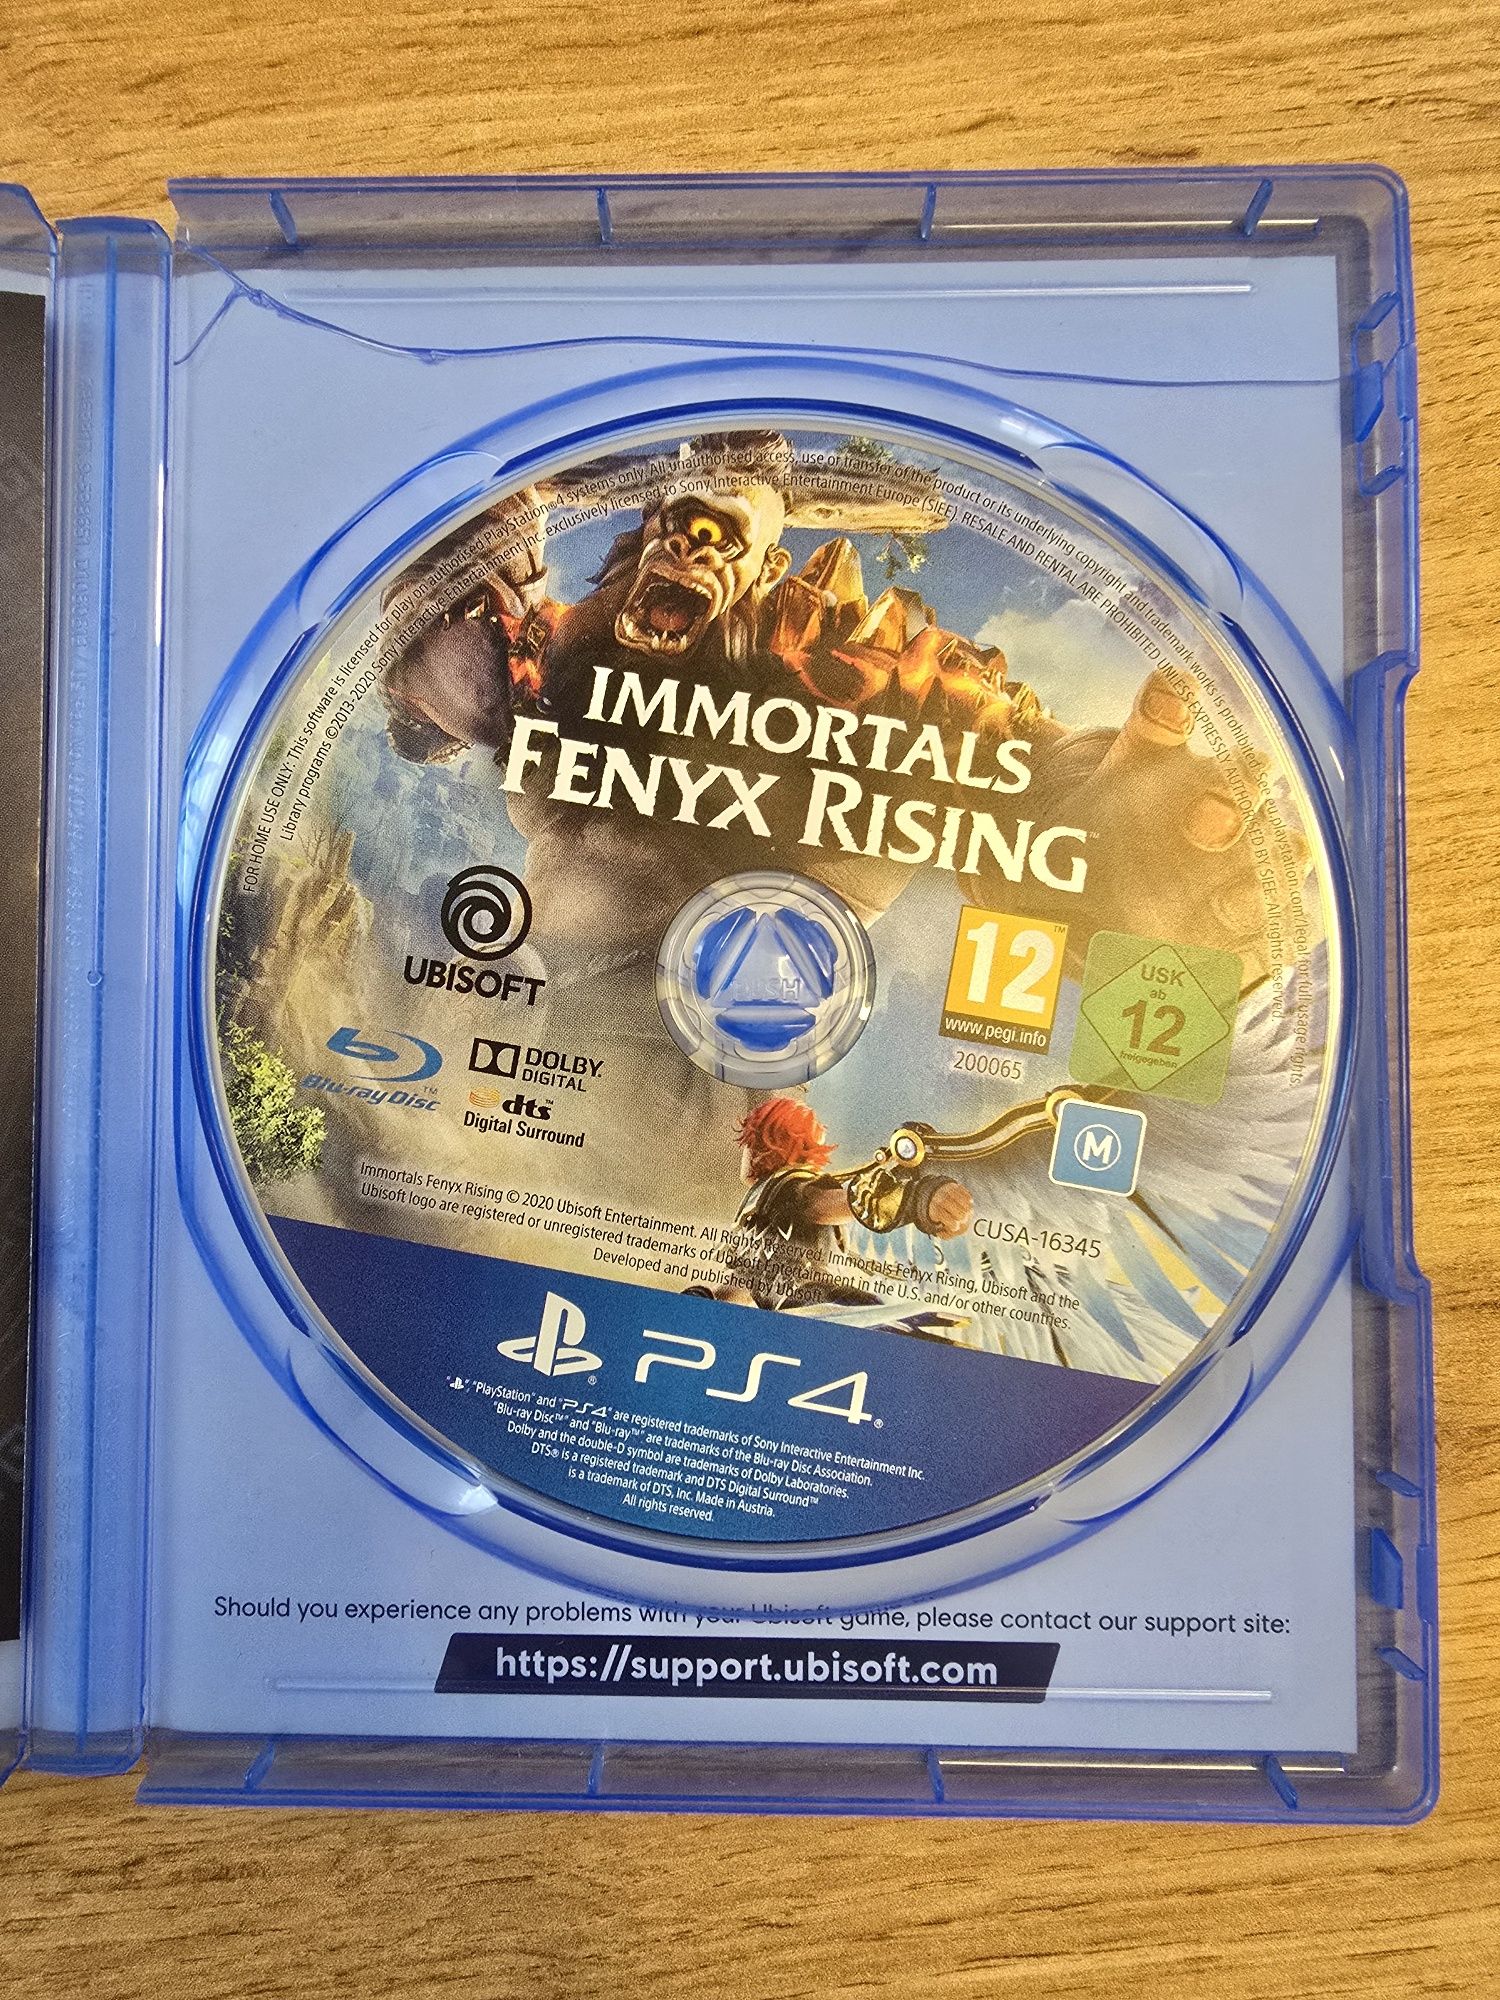 FOR HOME USE ONLY: This software is licensed for play on authorised PlayStation®4 systems only. All unauthorised access, use or transfer of the product or its underlying copyright and trademark works is prohibited. See eu.playstation.com/legal for full usage rights.
Library programs ©2013-2020 Sony Interactive Entertainment Inc. exclusively licensed to Sony Interactive Entertainment Europe (SIEE). RESALE AND RENTAL ARE PROHIBITED UNLESS EXPRESSLY AUTHORISED BY SIEE. All rights reserved.
IMMORTALS
FENYX RISING™
UBISOFT
12™
www.pegi.info
200065
USK
ab
12
freigegeben
PUSH
Blu-ray Disc™
DOLBY
DIGITAL
dts™
Digital Surround
M
CUSA-16345
Immortals Fenyx Rising © 2020 Ubisoft Entertainment. All Rights Reserved. Immortals Fenyx Rising, Ubisoft and the
Ubisoft logo are registered or unregistered trademarks of Ubisoft Entertainment in the U.S. and/or other countries.
Developed and published by Ubisoft.
PS4®
"PlayStation" and "PS4" are registered trademarks of Sony Interactive Entertainment Inc.
"Blu-ray Disc™" and "Blu-ray™" are trademarks of the Blu-ray Disc Association.
Dolby and the double-D symbol are trademarks of Dolby Laboratories.
DTS® is a registered trademark and DTS Digital Surround™
is a trademark of DTS, Inc. Made in Austria.
All rights reserved.
Should you experience any problems with your Ubisoft game, please contact our support site:
https://support.ubisoft.com